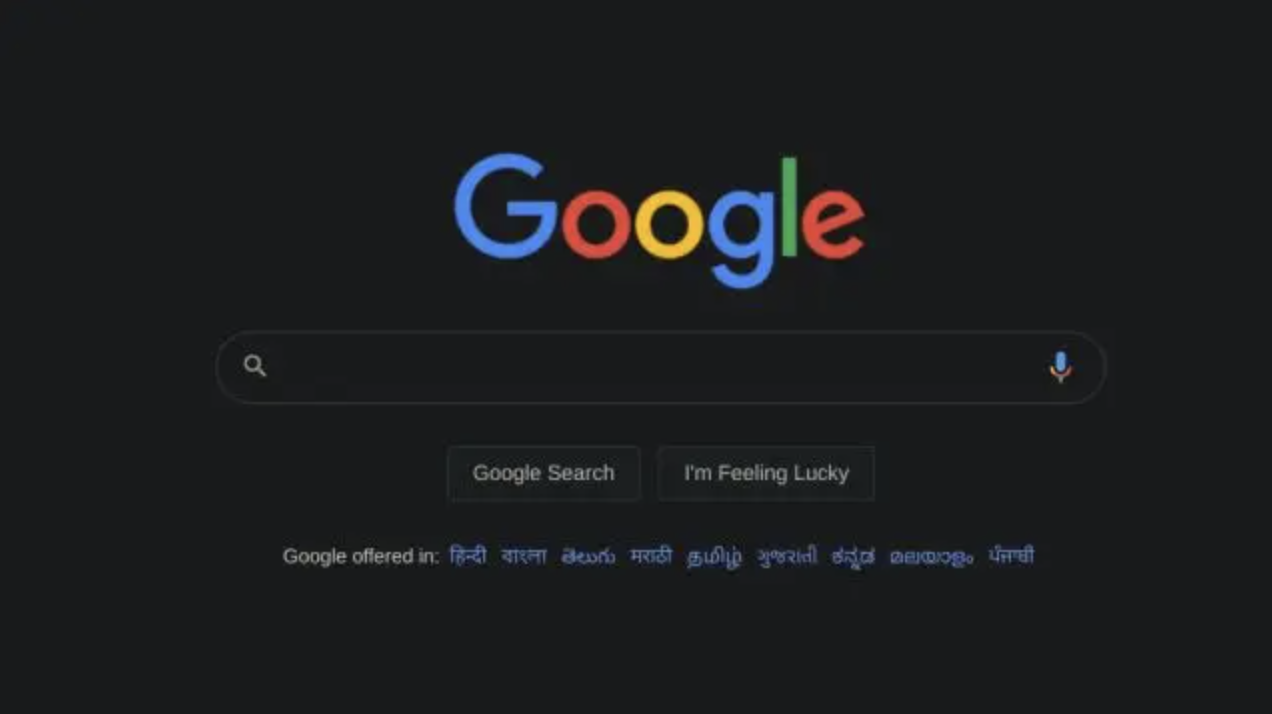 Google
Google Search
I'm Feeling Lucky
Google offered in: हिन्दी বাংলা తెలుగు मराठी தமிழ் ગુજરાતી ಕನ್ನಡ മലയാളം ਪੰਜਾਬੀ